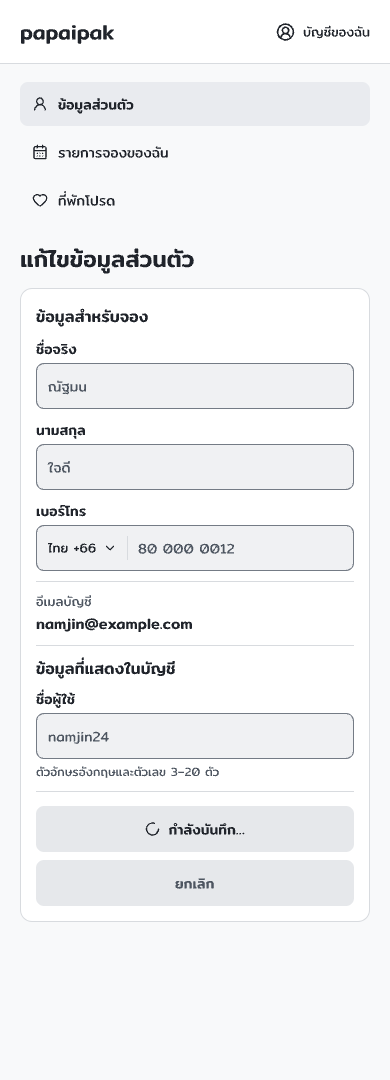 papaipak
บัญชีของฉัน
ข้อมูลส่วนตัว
รายการจองของฉัน
ที่พักโปรด
แก้ไขข้อมูลส่วนตัว
ข้อมูลสำหรับจอง
ชื่อจริง
ณัฐมน
นามสกุล
ใจดี
เบอร์โทร
ไทย +66 80 000 0012
อีเมลบัญชี
namjin@example.com
ข้อมูลที่แสดงในบัญชี
ชื่อผู้ใช้
namjin24
ตัวอักษรอังกฤษและตัวเลข 3–20 ตัว
กำลังบันทึก...
ยกเลิก